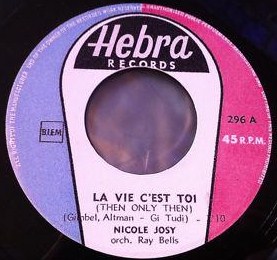 Hebra
RECORDS
296 A
B.I.E.M.
45 R.P.M.
LA VIE C'EST TOI
(THEN ONLY THEN)
(Gimbel, Altman - Gi Tudi) -
NICOLE JOSY
orch. Ray Bells